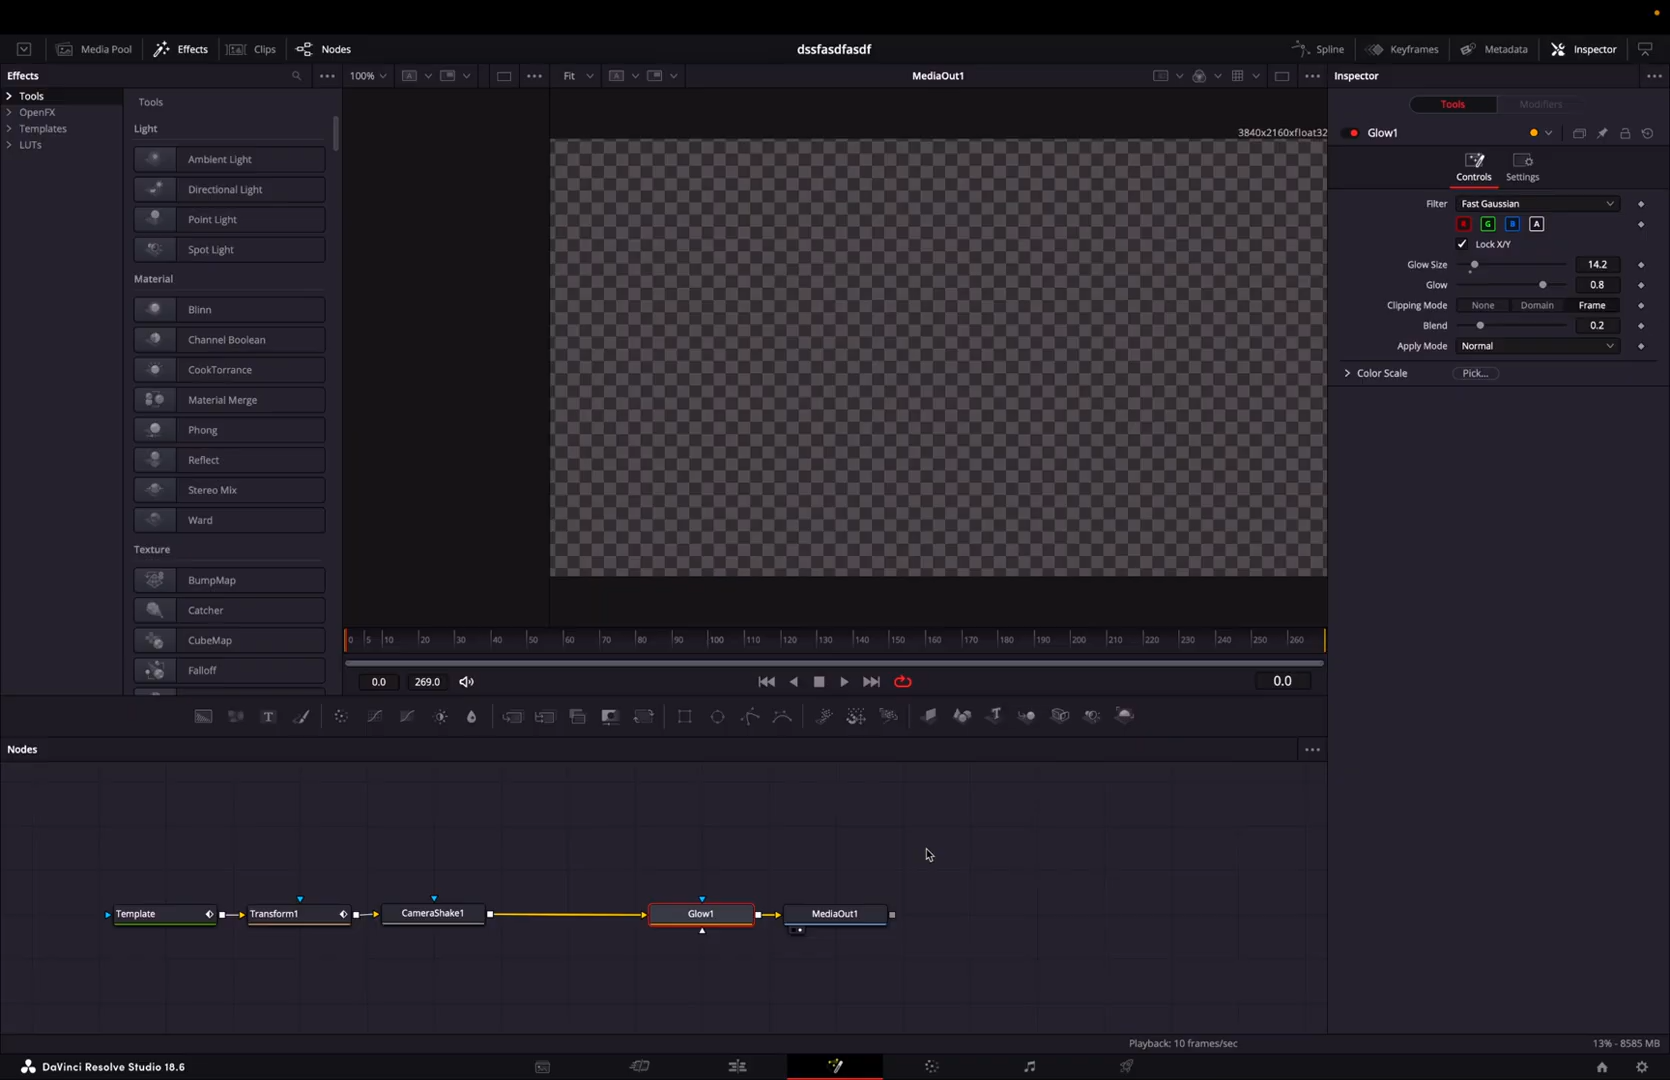 Media Pool Effects Clips Nodes dssfasdfasdf Spline Keyframes Metadata Inspector
Effects 100% Fit MediaOut1 Inspector
Tools
OpenFX
Templates
LUTs
Tools
Light
Ambient Light
Directional Light
Point Light
Spot Light
Material
Blinn
Channel Boolean
CookTorrance
Material Merge
Phong
Reflect
Stereo Mix
Ward
Texture
BumpMap
Catcher
CubeMap
Falloff
3840x2160xfloat32
0 5 10 20 30 40 50 60 70 80 90 100 110 120 130 140 150 160 170 180 190 200 210 220 230 240 250 260
0.0 269.0 0.0
Tools Modifiers
Glow1
Controls Settings
Filter Fast Gaussian
R G B A
Lock X/Y
Glow Size 14.2
Glow 0.8
Clipping Mode None Domain Frame
Blend 0.2
Apply Mode Normal
Color Scale Pick...
T
Nodes
Template Transform1 CameraShake1 Glow1 MediaOut1
Playback: 10 frames/sec 13% - 8585 MB
DaVinci Resolve Studio 18.6